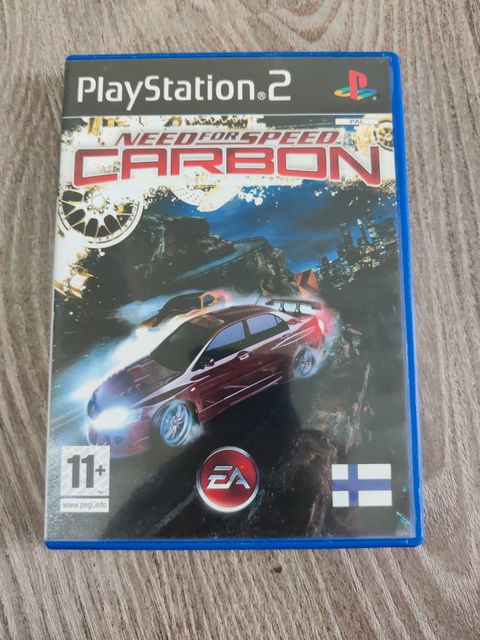 PlayStation®2
PAL
NEED FOR SPEED
CARBON
11+
www.pegi.info
EA